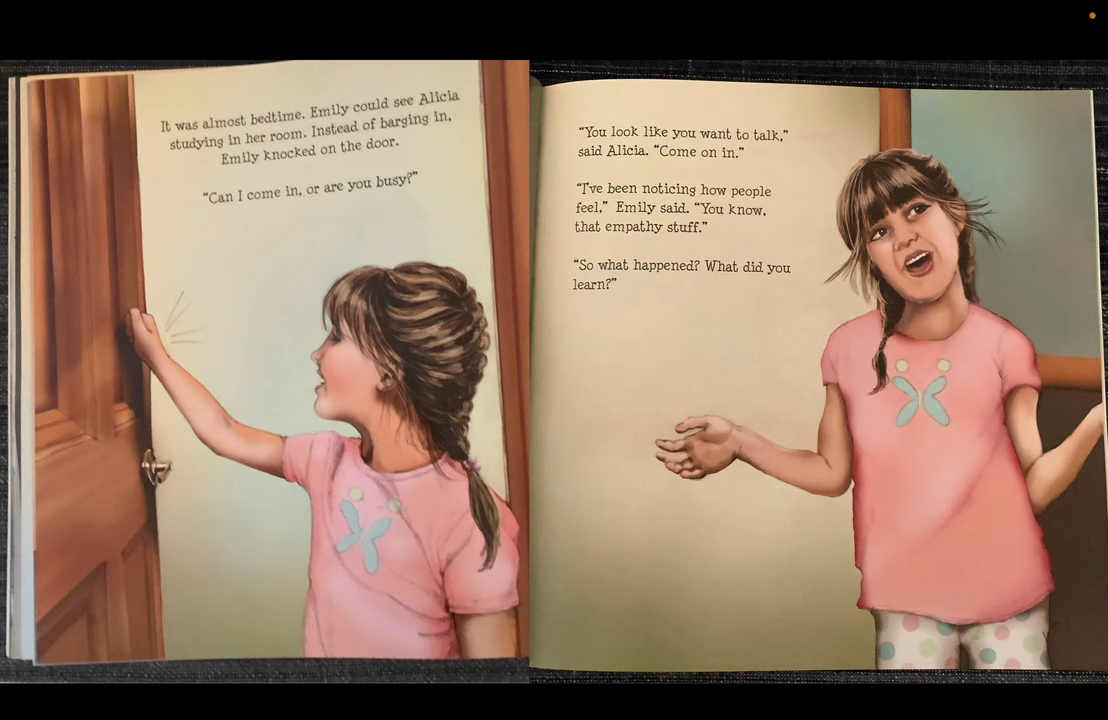 It was almost bedtime. Emily could see Alicia
studying in her room. Instead of barging in,
Emily knocked on the door.
“Can I come in, or are you busy?”
“You look like you want to talk,”
said Alicia. “Come on in.”
“I’ve been noticing how people
feel,” Emily said. “You know,
that empathy stuff.”
“So what happened? What did you
learn?”